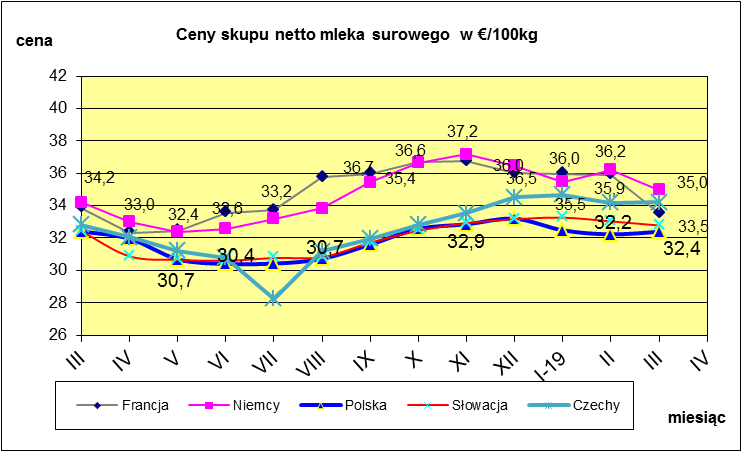 Ceny skupu netto mleka surowego w €/100kg
cena
42
40
38
36
34
32
30
28
26
34,2
33,0
32,4
32,6
33,2
36,7
35,4
36,6
37,2
36,0
36,5
36,0
35,5
36,2
35,9
35,0
33,5
30,7
30,4
30,7
32,9
32,2
32,4
III
IV
V
VI
VII
VIII
IX
X
XI
XII
I-19
II
III
IV
Francja
Niemcy
Polska
Słowacja
Czechy
miesiąc